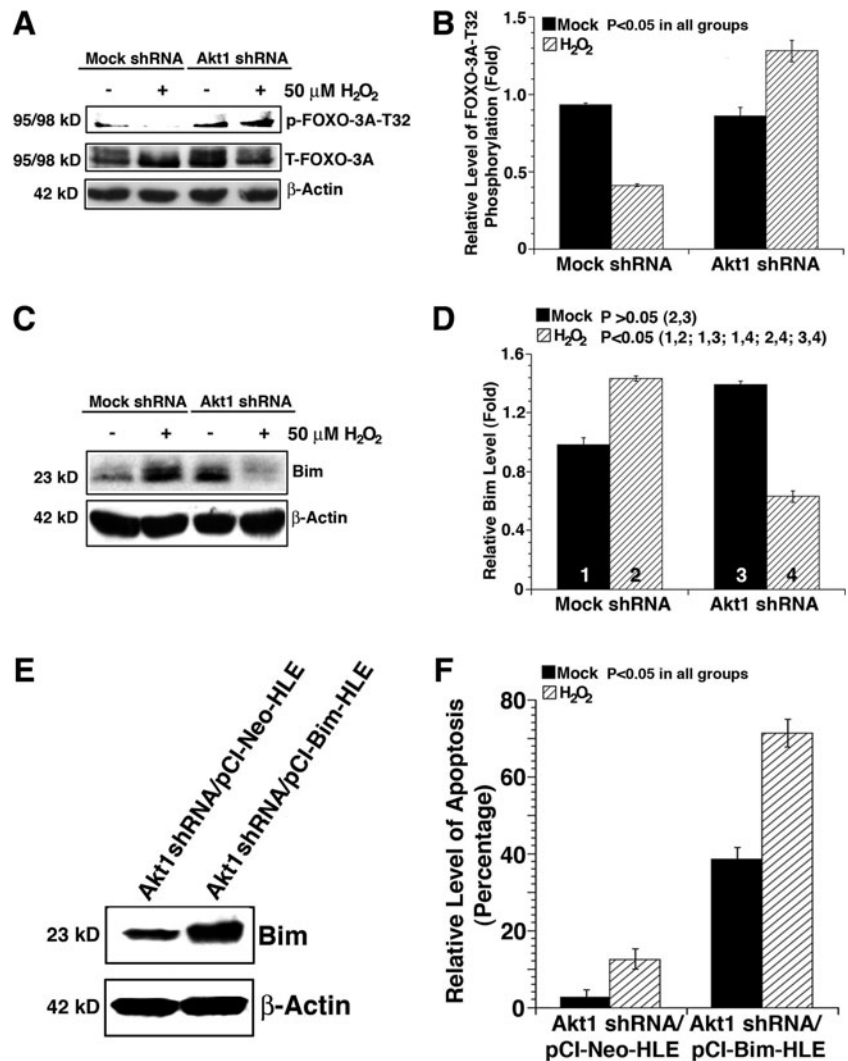 A
Mock shRNA Akt1 shRNA
- + - + 50 μM H₂O₂
95/98 kD p-FOXO-3A-T32
95/98 kD T-FOXO-3A
42 kD β-Actin
B
Mock P<0.05 in all groups
H₂O₂
Relative Level of FOXO-3A-T32
Phosphorylation (Fold)
1.5
1.0
0.5
0
Mock shRNA Akt1 shRNA
C
Mock shRNA Akt1 shRNA
- + - + 50 μM H₂O₂
23 kD Bim
42 kD β-Actin
D
Mock P >0.05 (2,3)
H₂O₂ P<0.05 (1,2; 1,3; 1,4; 2,4; 3,4)
Relative Bim Level (Fold)
1.6
1.2
0.8
0.4
0
1 2 3 4
Mock shRNA Akt1 shRNA
E
Akt1shRNA/pCI-Neo-HLE
Akt1shRNA/pCI-Bim-HLE
23 kD Bim
42 kD β-Actin
F
Mock P<0.05 in all groups
H₂O₂
Relative Level of Apoptosis
(Percentage)
80
60
40
20
0
Akt1 shRNA/ Akt1 shRNA/
pCI-Neo-HLE pCI-Bim-HLE